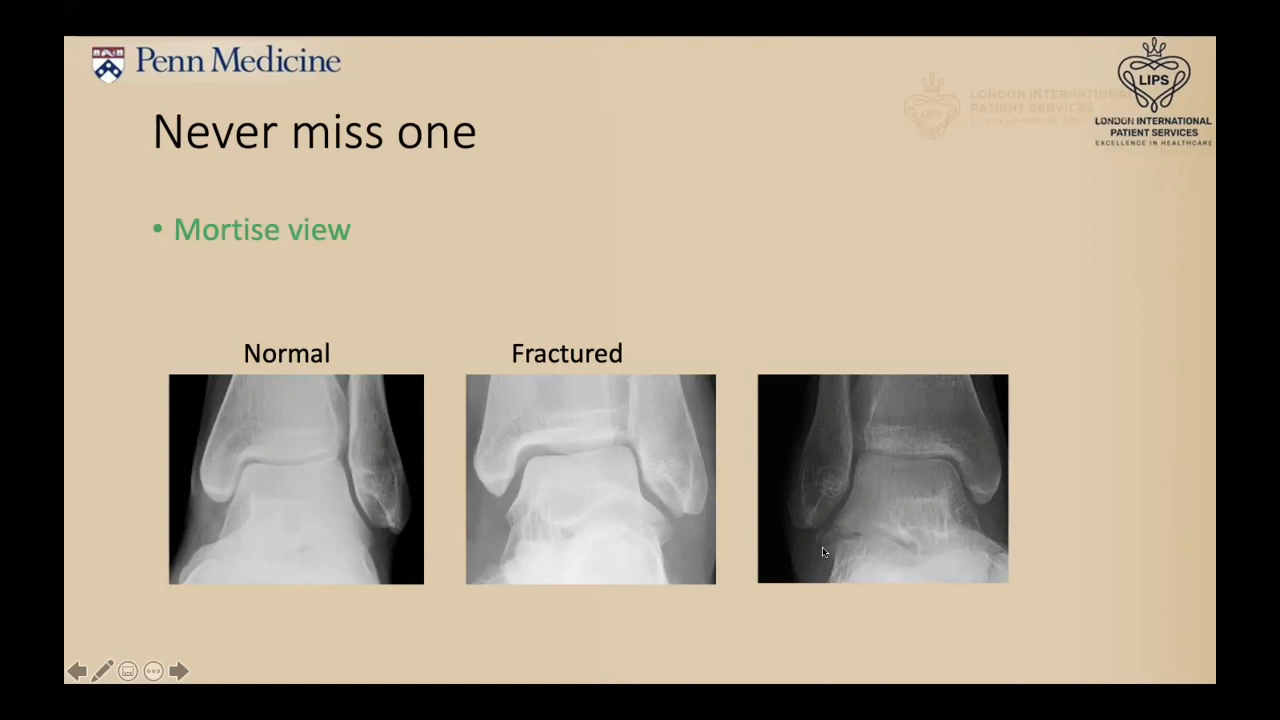 Penn Medicine
LIPS
LONDON INTERNATIONAL
PATIENT SERVICES
EXCELLENCE IN HEALTHCARE
LONDON INTERNATIONAL
PATIENT SERVICES
Never miss one
• Mortise view
Normal
Fractured